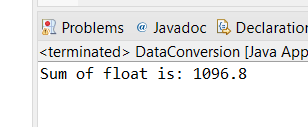 Problems @ Javadoc Declaration
<terminated> DataConversion [Java App
Sum of float is: 1096.8